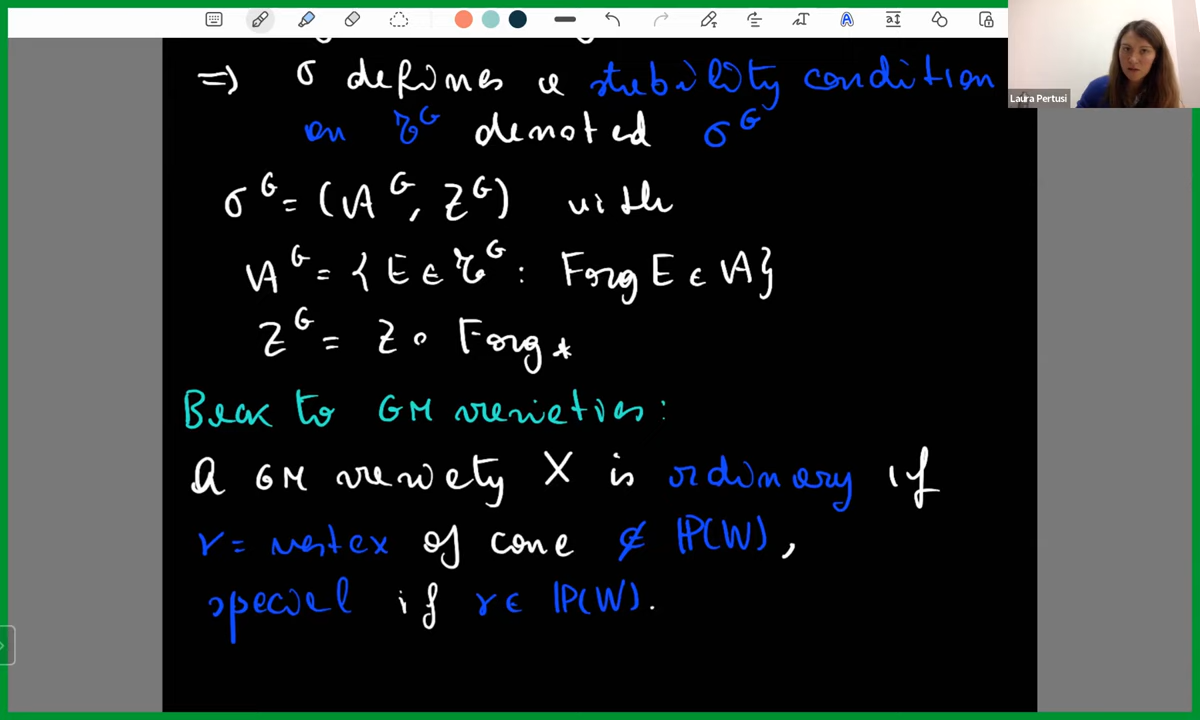 Laura Pertusi
⇒ σ defines a stability condition
on τ^G denoted σ^G
σ^G = (A^G, Z^G) with
A^G = { E ∈ τ^G : Forg E ∈ A }
Z^G = Z ∘ Forg_*
Back to GM varieties:
A GM variety X is ordinary if
γ = vertex of cone ∉ P(W),
special if γ ∈ P(W).